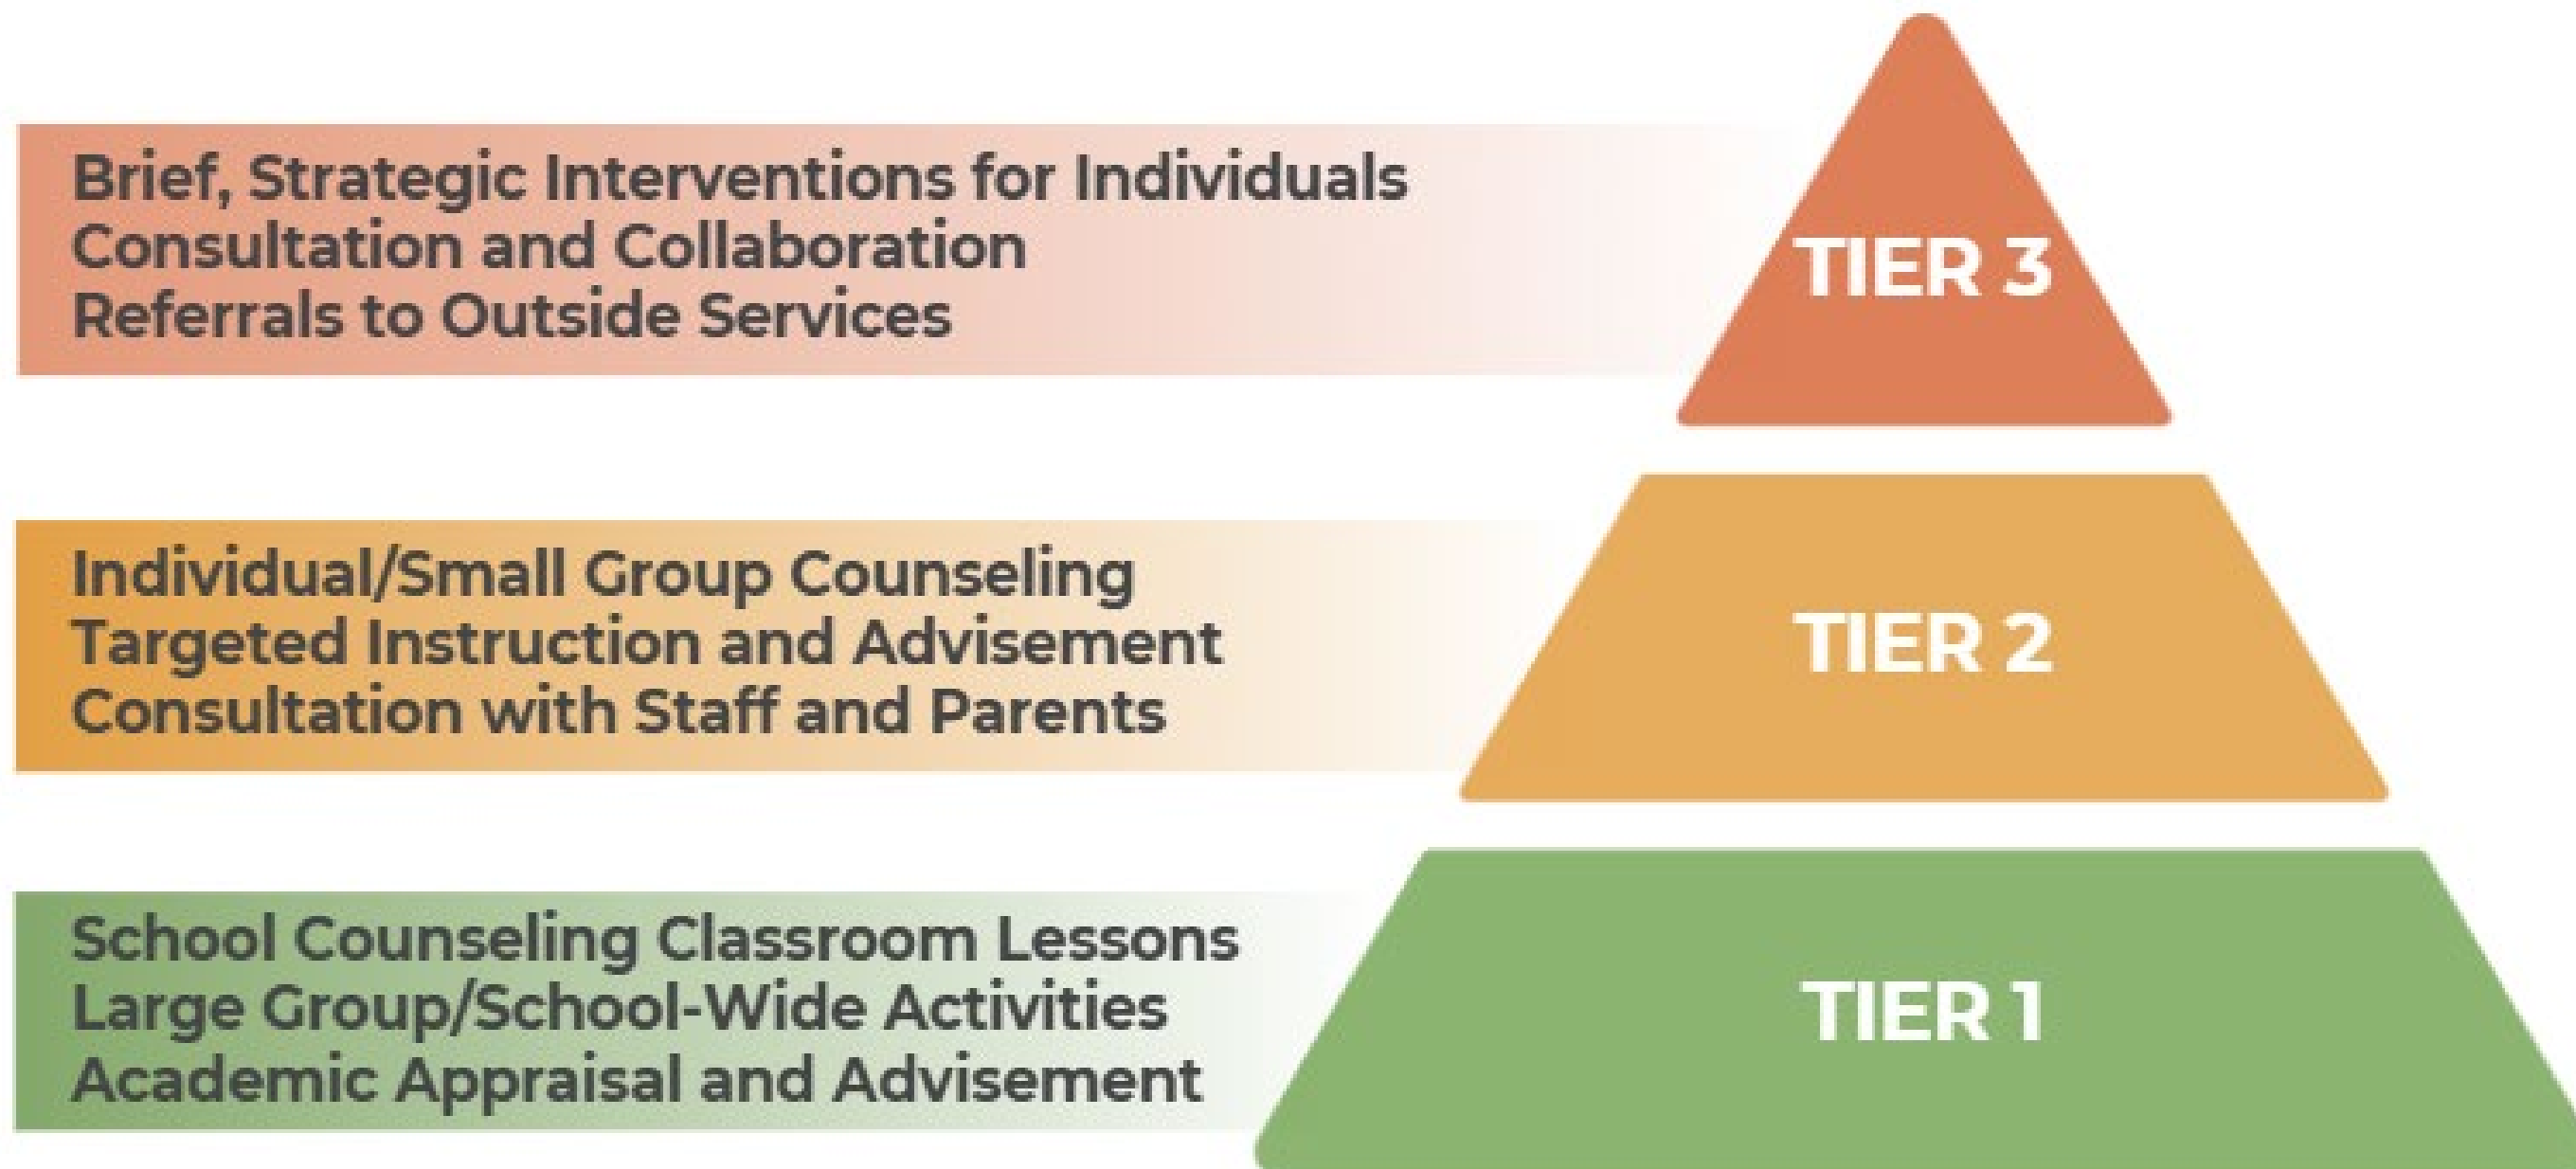 Brief, Strategic Interventions for Individuals
Consultation and Collaboration
Referrals to Outside Services
TIER 3
Individual/Small Group Counseling
Targeted Instruction and Advisement
Consultation with Staff and Parents
TIER 2
School Counseling Classroom Lessons
Large Group/School-Wide Activities
Academic Appraisal and Advisement
TIER 1